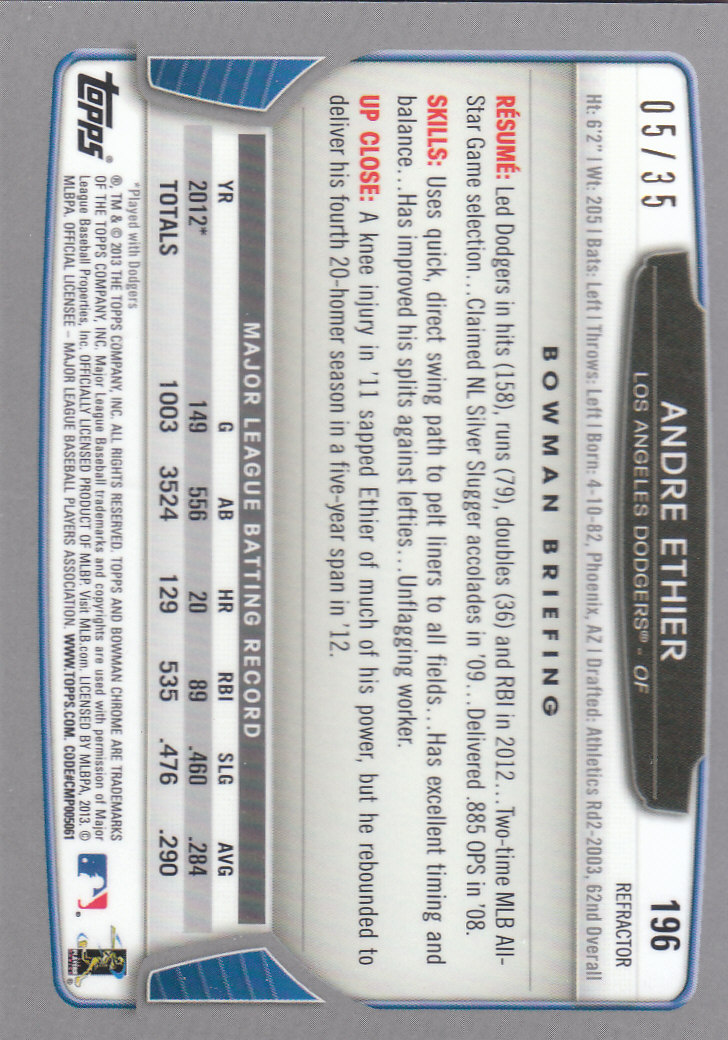 05/35
ANDRE ETHIER
LOS ANGELES DODGERS® - OF
196
REFRACTOR
Ht: 6'2" | Wt: 205 | Bats: Left | Throws: Left | Born: 4-10-82, Phoenix, AZ | Drafted: Athletics Rd2-2003, 62nd Overall
BOWMAN BRIEFING
RÉSUMÉ: Led Dodgers in hits (158), runs (79), doubles (36) and RBI in 2012...Two-time MLB All-
Star Game selection...Claimed NL Silver Slugger accolades in '09...Delivered .885 OPS in '08.
SKILLS: Uses quick, direct swing path to pelt liners to all fields...Has excellent timing and
balance...Has improved his splits against lefties...Unflagging worker.
UP CLOSE: A knee injury in '11 sapped Ethier of much of his power, but he rebounded to
deliver his fourth 20-homer season in a five-year span in '12.
MAJOR LEAGUE BATTING RECORD
YR G AB HR RBI SLG AVG
2012* 149 556 20 89 .460 .284
TOTALS 1003 3524 129 535 .476 .290
*Played with Dodgers
topps®
®, TM & © 2013 THE TOPPS COMPANY, INC. ALL RIGHTS RESERVED. TOPPS AND BOWMAN CHROME ARE TRADEMARKS
OF THE TOPPS COMPANY, INC. Major League Baseball trademarks and copyrights are used with permission of Major
League Baseball Properties, Inc. OFFICIALLY LICENSED PRODUCT OF MLBP. Visit MLB.com. LICENSED BY MLBPA, 2013. ©
MLBPA. OFFICIAL LICENSEE – MAJOR LEAGUE BASEBALL PLAYERS ASSOCIATION. WWW.TOPPS.COM. CODE#CMP005061